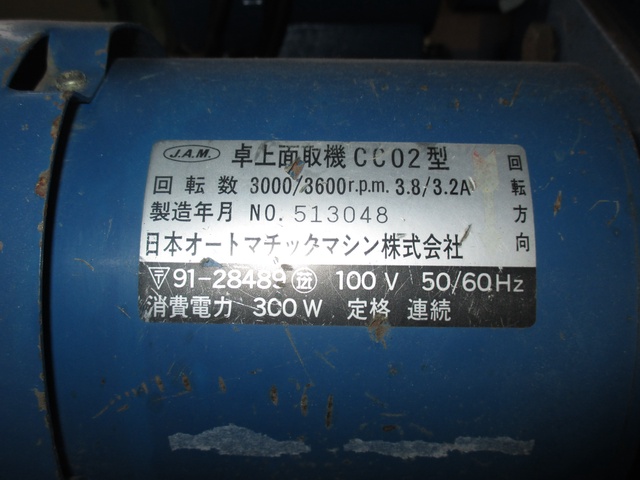 J.A.M. 卓上面取機 CC02型
回転数 3000/3600r.p.m. 3.8/3.2A
製造年月 NO. 513048
日本オートマチックマシン株式会社
回転方向
〒 91-28489 100V 50/60Hz
消費電力 300W 定格 連続